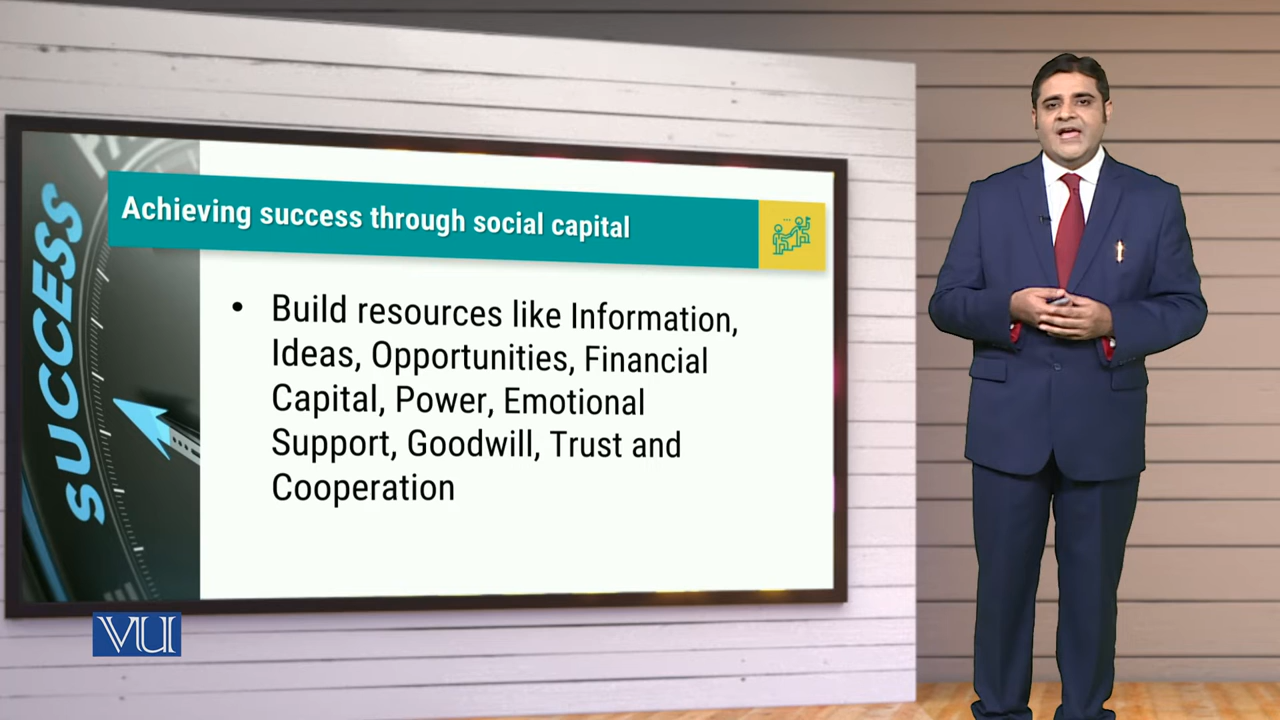 SUCCESS
Achieving success through social capital
• Build resources like Information,
Ideas, Opportunities, Financial
Capital, Power, Emotional
Support, Goodwill, Trust and
Cooperation
VU